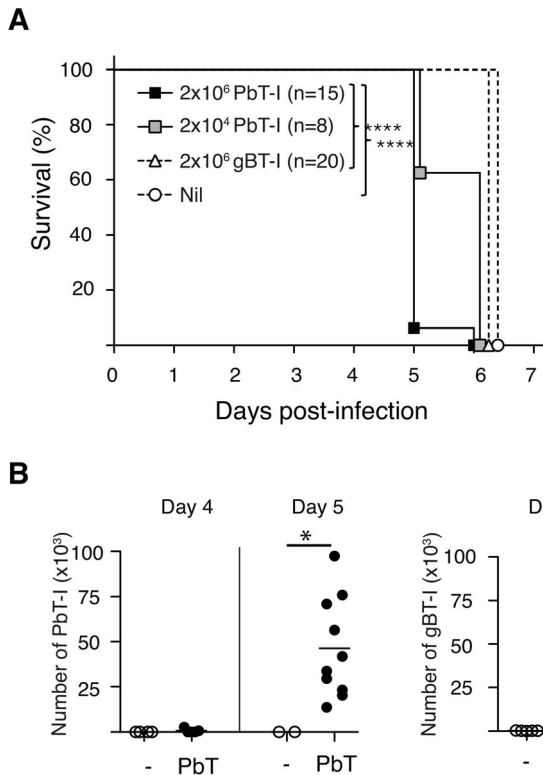 A
Survival (%)
100
80
60
40
20
2x10⁶ PbT-I (n=15)
2x10⁴ PbT-I (n=8)
2x10⁶ gBT-I (n=20)
Nil
****
****
0 1 2 3 4 5 6 7
Days post-infection
B
Day 4
Day 5
D
Number of PbT-I (x10³)
100
75
50
25
*
- PbT - PbT
Number of gBT-I (x10³)
100
75
50
25
-